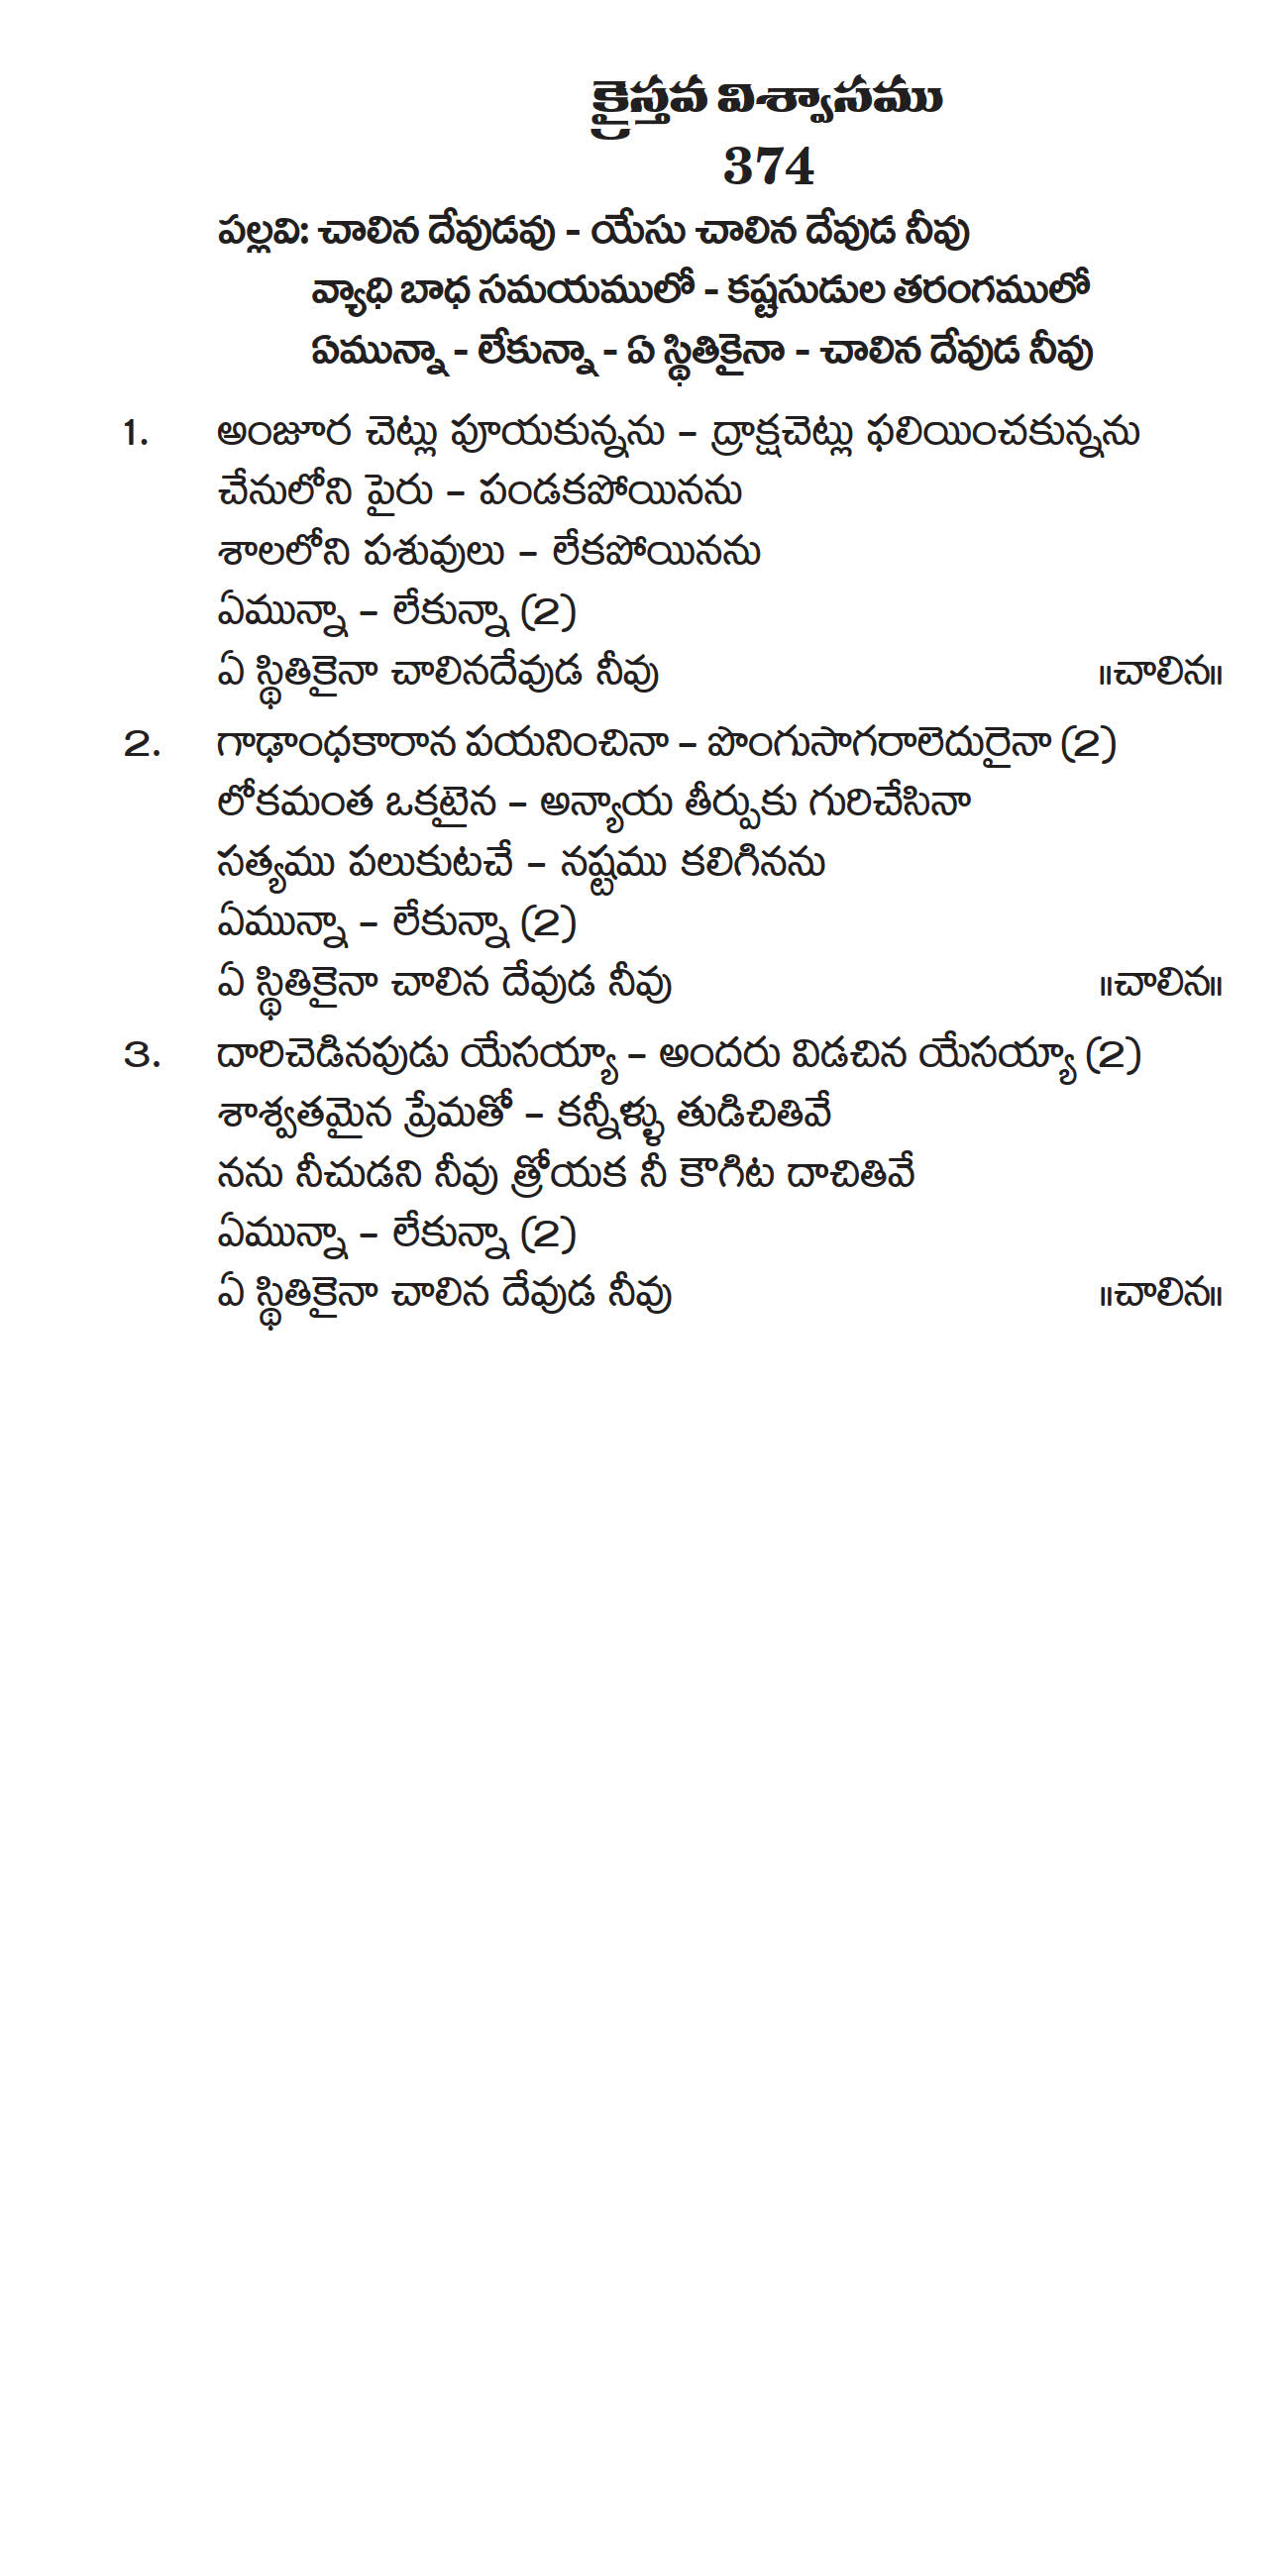 క్రైస్తవ విశ్వాసము
374
పల్లవి: చాలిన దేవుడవు - యేసు చాలిన దేవుడ నీవు
వ్యాధి బాధ సమయములో - కష్టసుడుల తరంగములో
ఏమున్నా - లేకున్నా - ఏ స్థితికైనా - చాలిన దేవుడ నీవు
1. అంజూర చెట్లు పూయకున్నను – ద్రాక్షచెట్లు ఫలియించకున్నను
చేనులోని పైరు – పండకపోయినను
శాలలోని పశువులు – లేకపోయినను
ఏమున్నా – లేకున్నా (2)
ఏ స్థితికైనా చాలినదేవుడ నీవు ॥చాలిన॥
2. గాఢాంధకారాన పయనించినా – పొంగుసాగరాలెదురైనా (2)
లోకమంత ఒకటైన – అన్యాయ తీర్పుకు గురిచేసినా
సత్యము పలుకుటచే – నష్టము కలిగినను
ఏమున్నా – లేకున్నా (2)
ఏ స్థితికైనా చాలిన దేవుడ నీవు ॥చాలిన॥
3. దారిచెడినపుడు యేసయ్యా – అందరు విడచిన యేసయ్యా (2)
శాశ్వతమైన ప్రేమతో – కన్నీళ్ళు తుడిచితివే
నను నీచుడని నీవు త్రోయక నీ కౌగిట దాచితివే
ఏమున్నా – లేకున్నా (2)
ఏ స్థితికైనా చాలిన దేవుడ నీవు ॥చాలిన॥